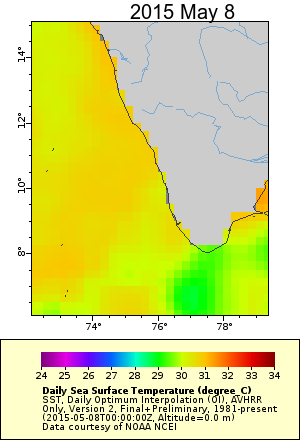 2015 May 8
14°
12°
10°
8°
74° 76° 78°
24 25 26 27 28 29 30 31 32 33 34
Daily Sea Surface Temperature (degree_C)
SST, Daily Optimum Interpolation (OI), AVHRR
Only, Version 2, Final+Preliminary, 1981-present
(2015-05-08T00:00:00Z, Altitude=0.0 m)
Data courtesy of NOAA NCEI